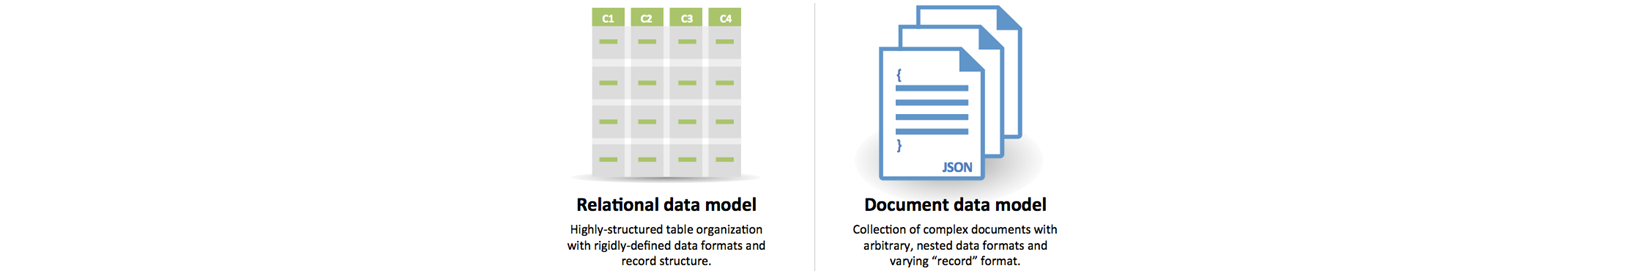 C1 C2 C3 C4
Relational data model
Highly-structured table organization
with rigidly-defined data formats and
record structure.
{
}
JSON
Document data model
Collection of complex documents with
arbitrary, nested data formats and
varying “record” format.